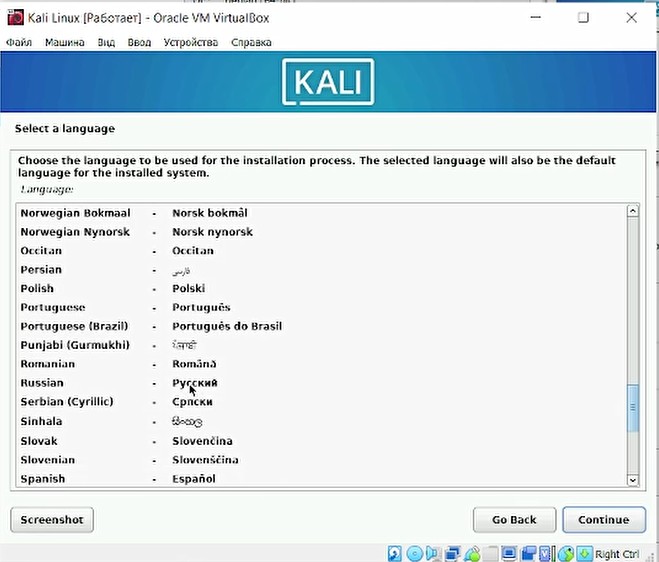 Kali Linux [Работает] - Oracle VM VirtualBox
Файл Машина Вид Ввод Устройства Справка
KALI
Select a language
Choose the language to be used for the installation process. The selected language will also be the default
language for the installed system.
Language:
Norwegian Bokmaal - Norsk bokmål
Norwegian Nynorsk - Norsk nynorsk
Occitan - Occitan
Persian - فارسی
Polish - Polski
Portuguese - Português
Portuguese (Brazil) - Português do Brasil
Punjabi (Gurmukhi) - ਪੰਜਾਬੀ
Romanian - Română
Russian - Русский
Serbian (Cyrillic) - Српски
Sinhala - සිංහල
Slovak - Slovenčina
Slovenian - Slovenščina
Spanish - Español
Screenshot Go Back Continue
Right Ctrl